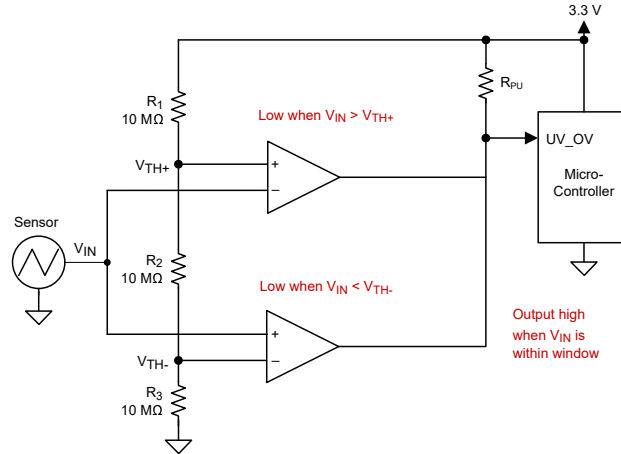 3.3 V
R1
10 MΩ
RPU
Low when VIN > VTH+
UV_OV
Micro-
Controller
VTH+
+
−
Sensor
VIN
R2
10 MΩ
Low when VIN < VTH-
Output high
when VIN is
within window
+
−
VTH-
R3
10 MΩ